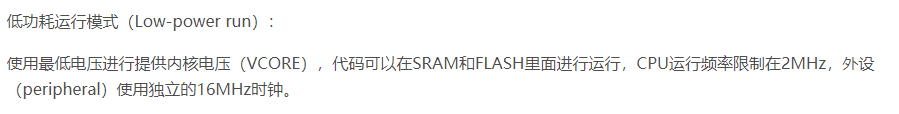 低功耗运行模式（Low-power run）：
使用最低电压进行提供内核电压（VCORE），代码可以在SRAM和FLASH里面进行运行，CPU运行频率限制在2MHz，外设
（peripheral）使用独立的16MHz时钟。